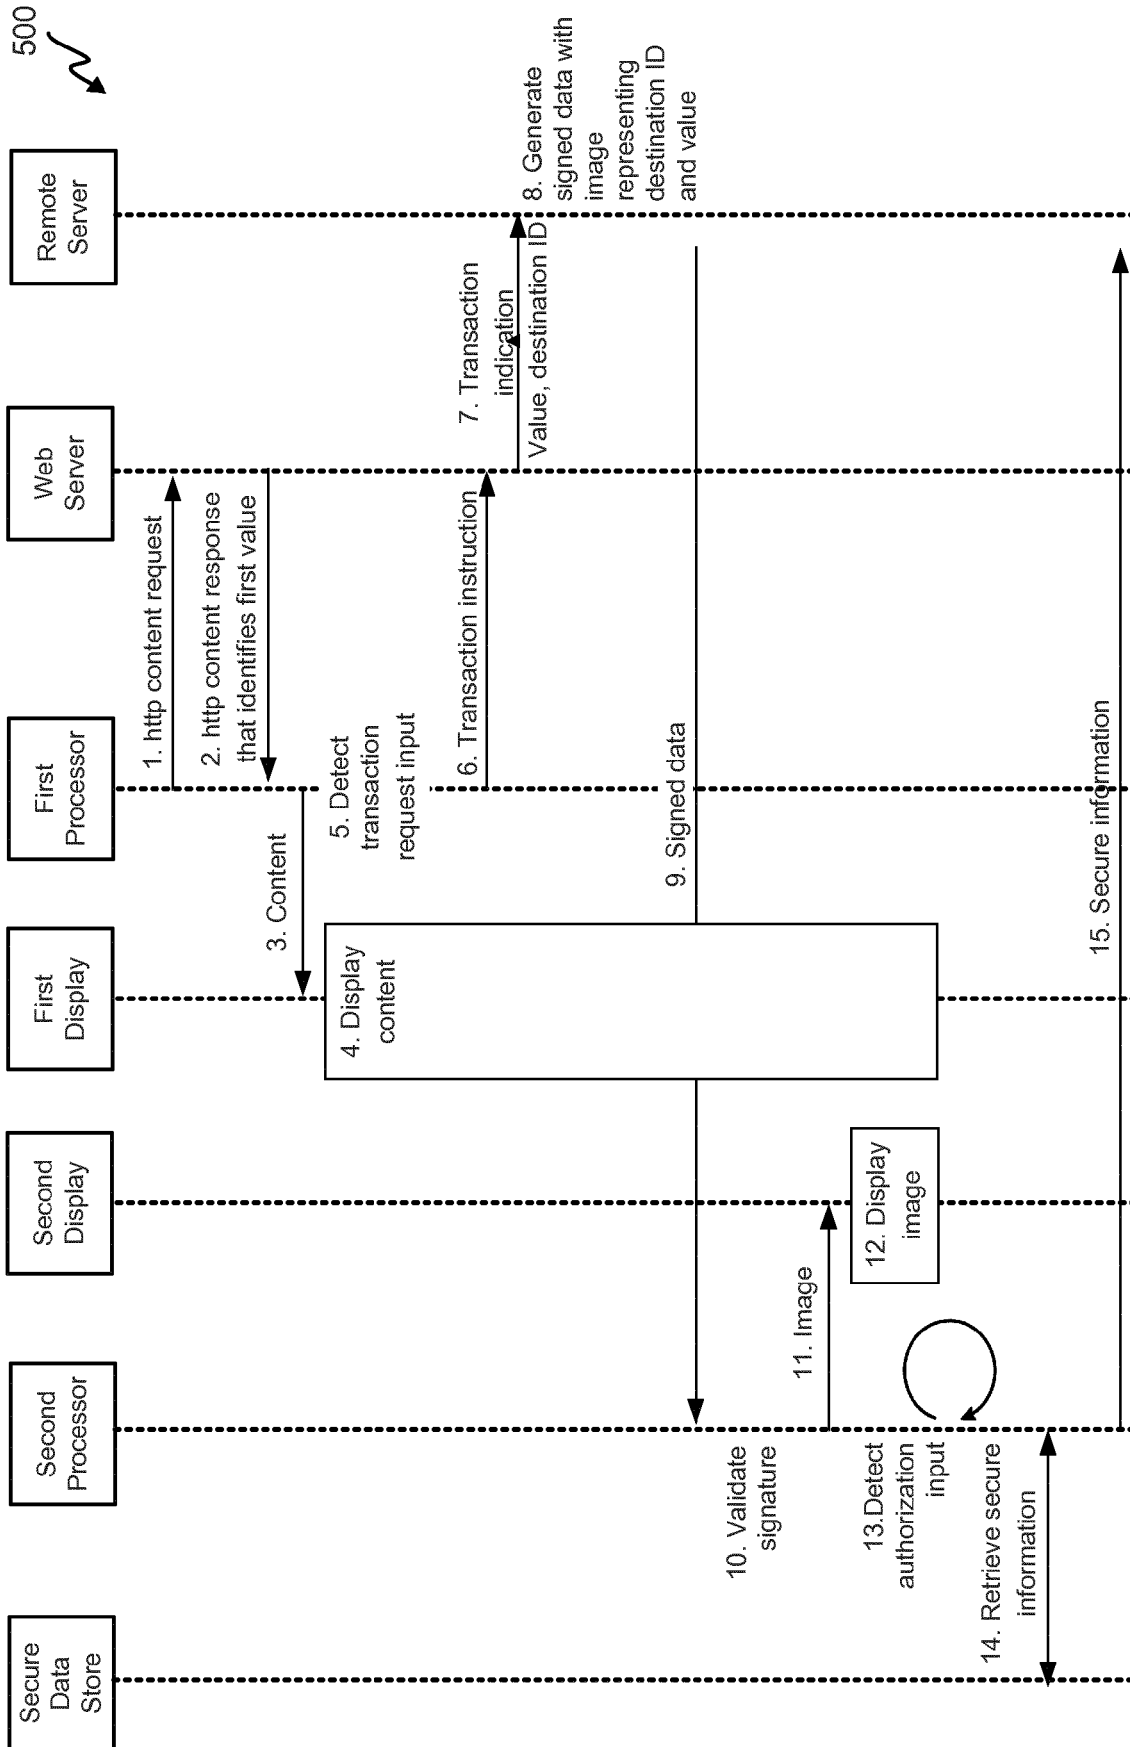 500
Secure
Data
Store
Second
Processor
Second
Display
First
Display
First
Processor
Web
Server
Remote
Server
1. http content request
2. http content response
that identifies first value
3. Content
4. Display
content
5. Detect
transaction
request input
6. Transaction instruction
7. Transaction
indication
Value, destination ID
8. Generate
signed data with
image
representing
destination ID
and value
9. Signed data
10. Validate
signature
11. Image
12. Display
image
13.Detect
authorization
input
14. Retrieve secure
information
15. Secure information